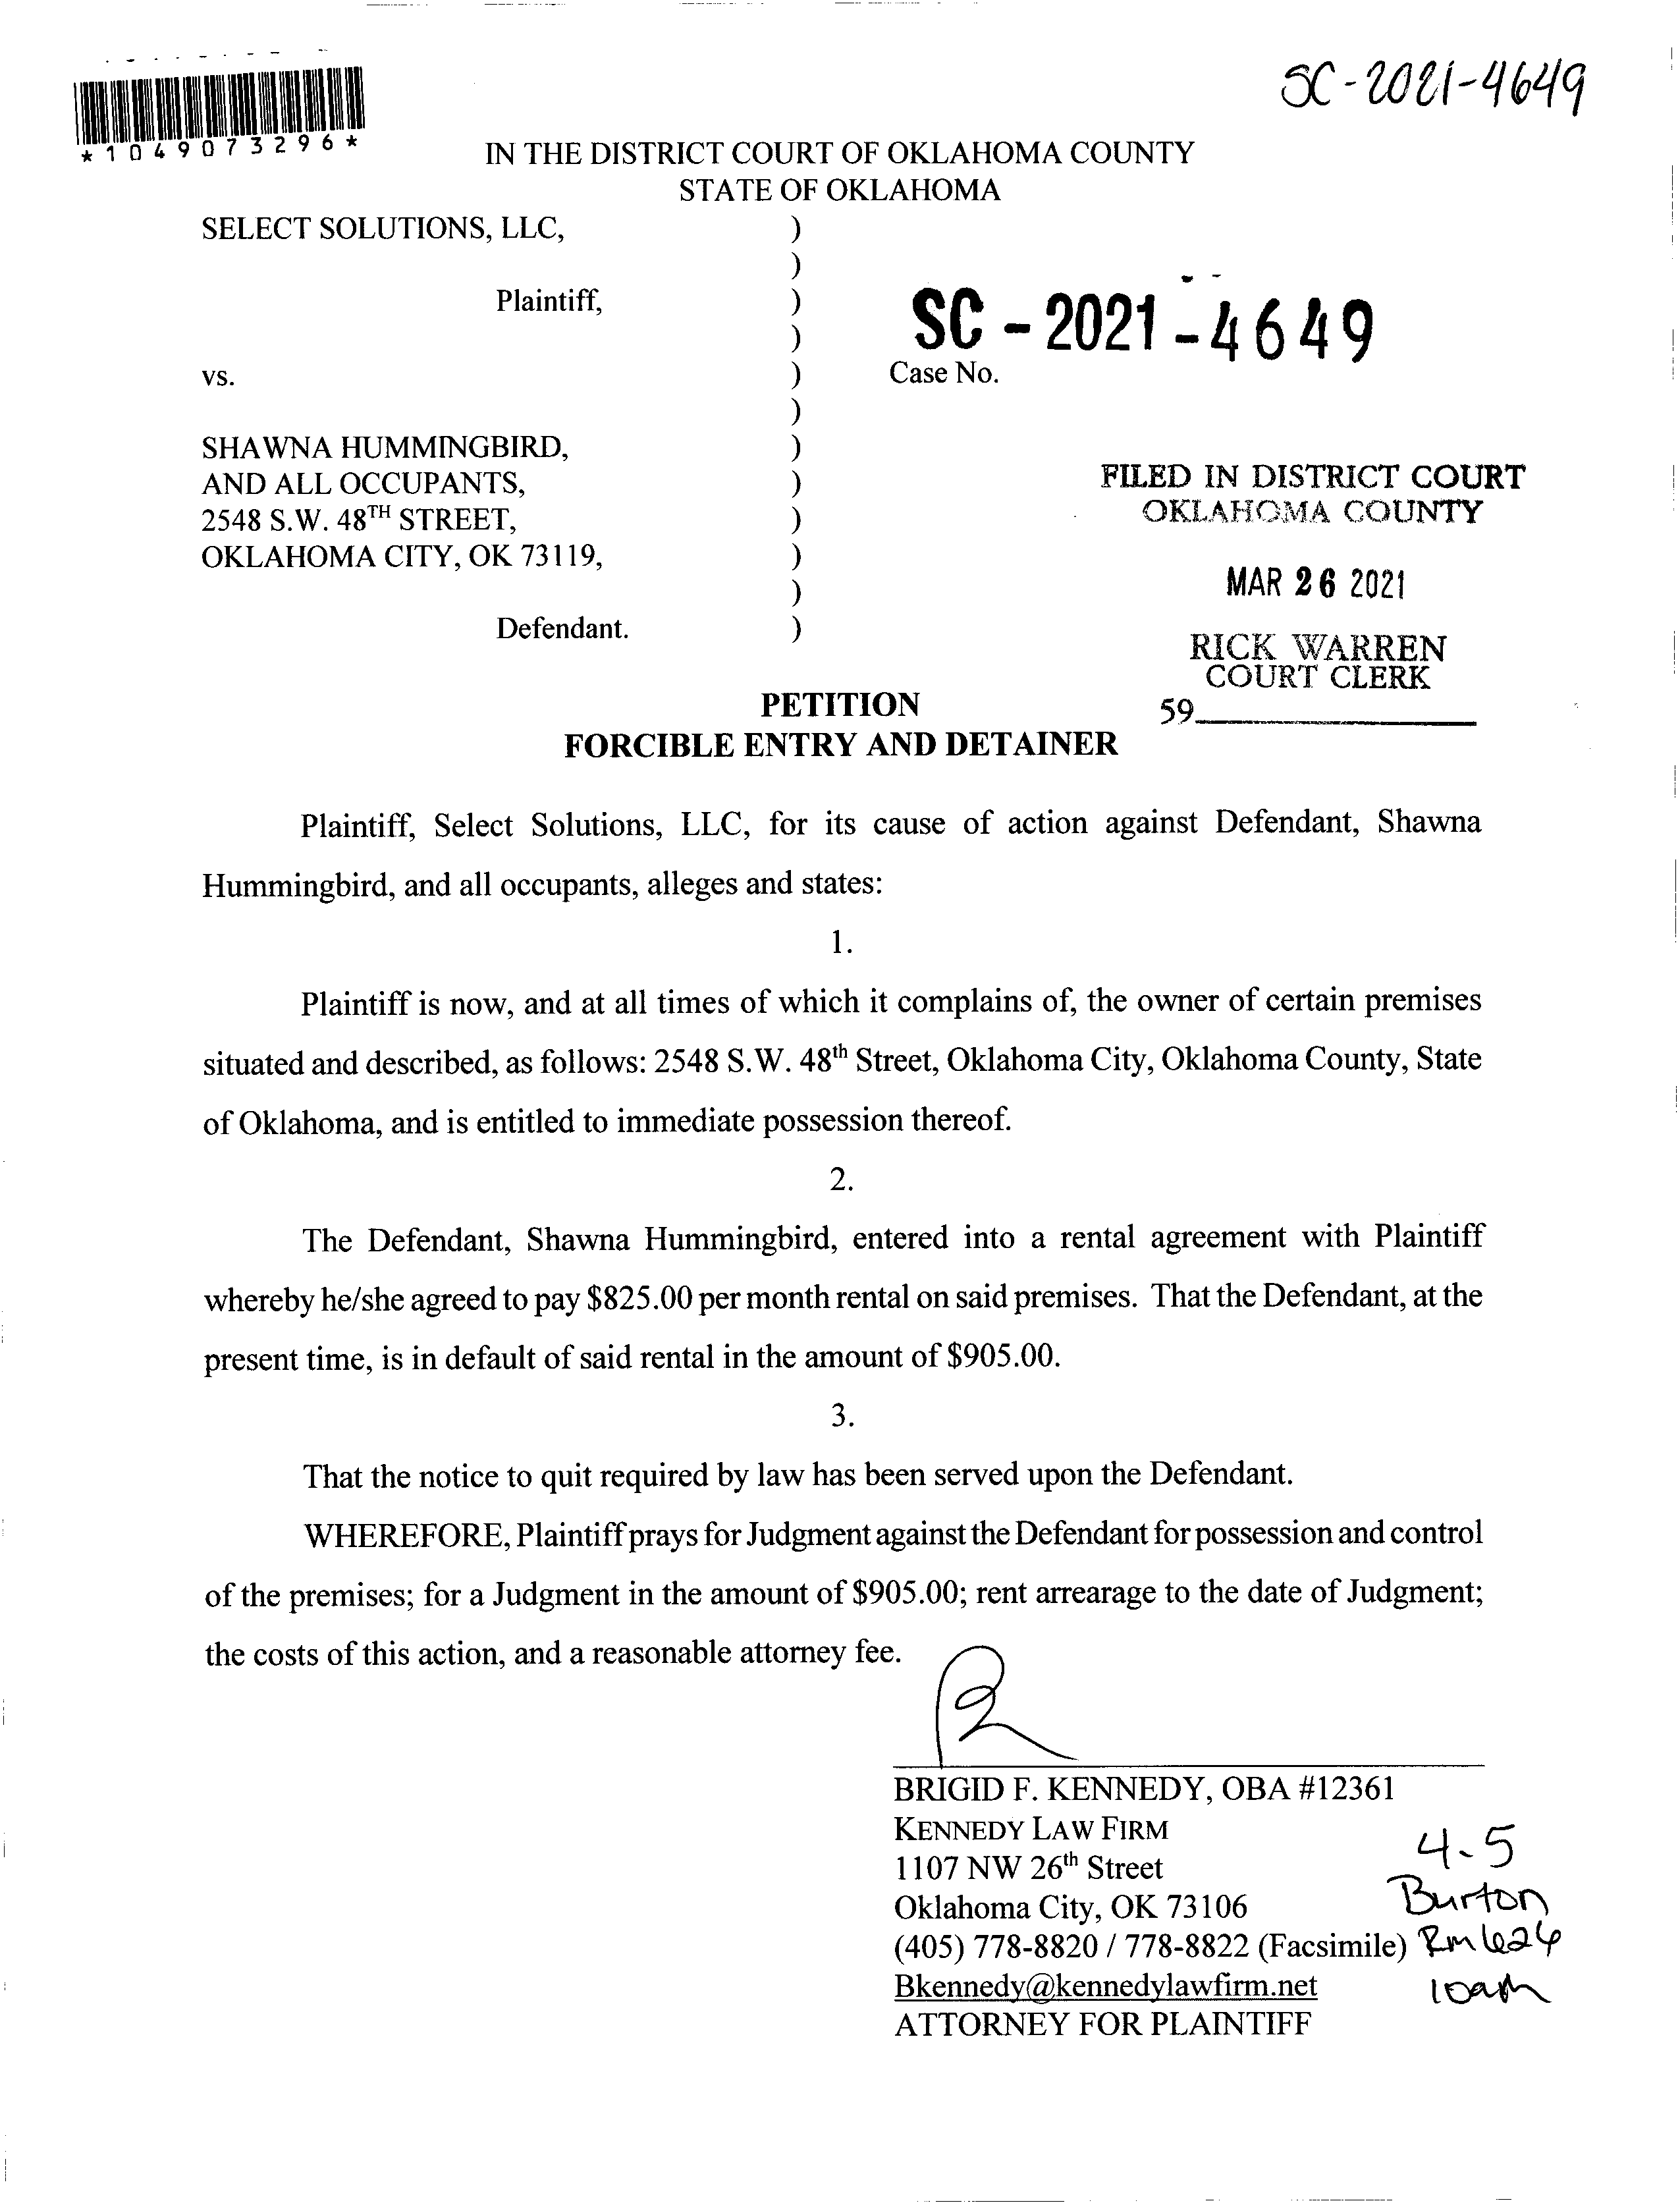 SC-2021-4649
*1049073296*
IN THE DISTRICT COURT OF OKLAHOMA COUNTY
STATE OF OKLAHOMA
SELECT SOLUTIONS, LLC, )
)
Plaintiff, )
)
vs. )
)
SHAWNA HUMMINGBIRD, )
AND ALL OCCUPANTS, )
2548 S.W. 48TH STREET, )
OKLAHOMA CITY, OK 73119, )
)
Defendant. )
SC - 2021 - 4649
Case No.
FILED IN DISTRICT COURT
OKLAHOMA COUNTY
MAR 26 2021
RICK WARREN
COURT CLERK
59
PETITION
FORCIBLE ENTRY AND DETAINER
Plaintiff, Select Solutions, LLC, for its cause of action against Defendant, Shawna
Hummingbird, and all occupants, alleges and states:
1.
Plaintiff is now, and at all times of which it complains of, the owner of certain premises
situated and described, as follows: 2548 S.W. 48th Street, Oklahoma City, Oklahoma County, State
of Oklahoma, and is entitled to immediate possession thereof.
2.
The Defendant, Shawna Hummingbird, entered into a rental agreement with Plaintiff
whereby he/she agreed to pay $825.00 per month rental on said premises. That the Defendant, at the
present time, is in default of said rental in the amount of $905.00.
3.
That the notice to quit required by law has been served upon the Defendant.
WHEREFORE, Plaintiff prays for Judgment against the Defendant for possession and control
of the premises; for a Judgment in the amount of $905.00; rent arrearage to the date of Judgment;
the costs of this action, and a reasonable attorney fee.
BRIGID F. KENNEDY, OBA #12361
KENNEDY LAW FIRM
1107 NW 26th Street
Oklahoma City, OK 73106
(405) 778-8820 / 778-8822 (Facsimile)
Bkennedy@kennedylawfirm.net
ATTORNEY FOR PLAINTIFF
4-5
Burton
Rm 624
10am